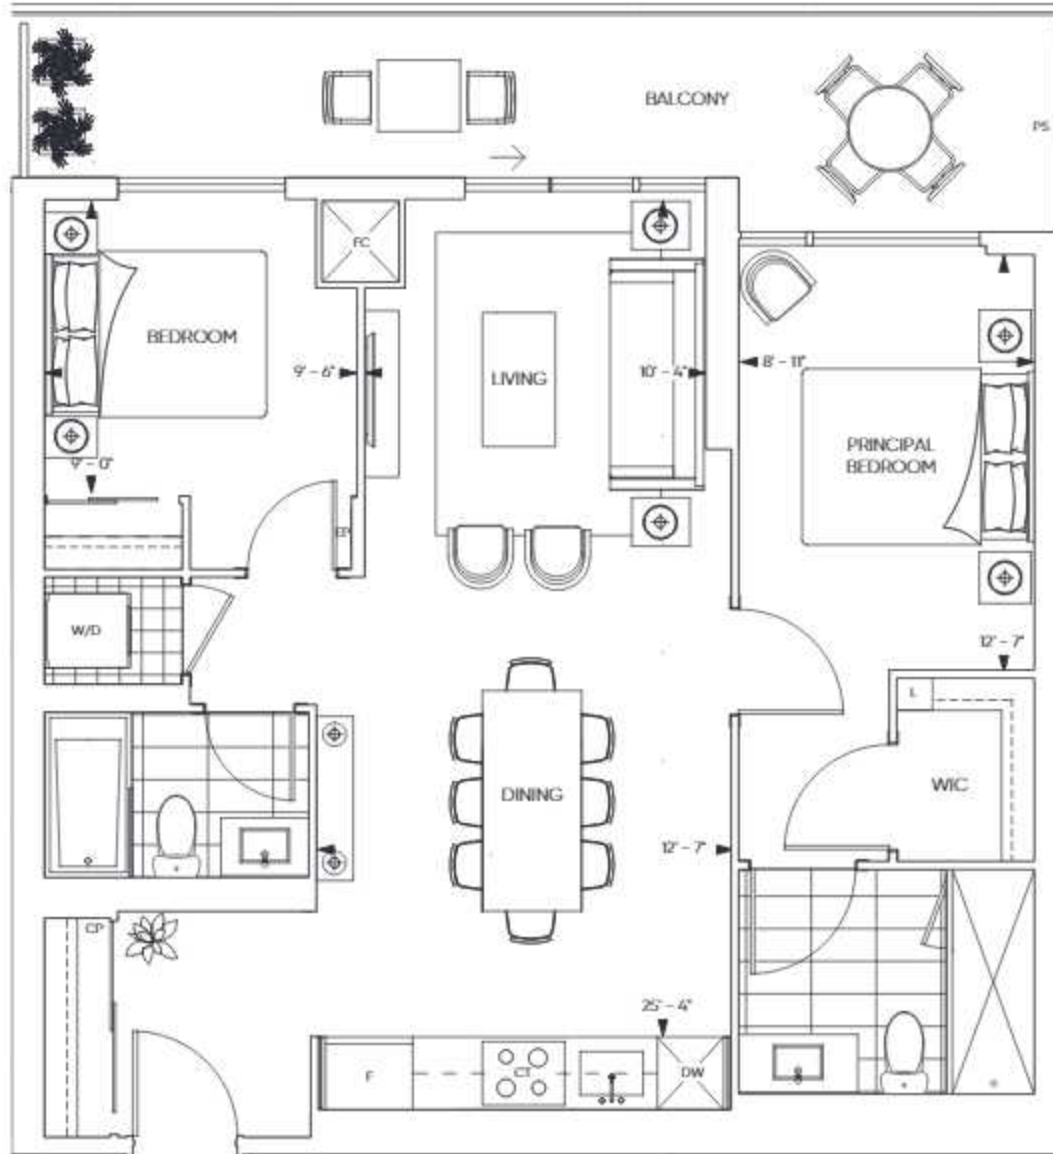 BALCONY
PS
FC
BEDROOM
9' - 6"
LIVING
10' - 4"
8' - 11"
PRINCIPAL
BEDROOM
9' - 0"
EP
W/D
12' - 7"
L
WIC
DINING
12' - 7"
CP
25' - 4"
F
CT
DW